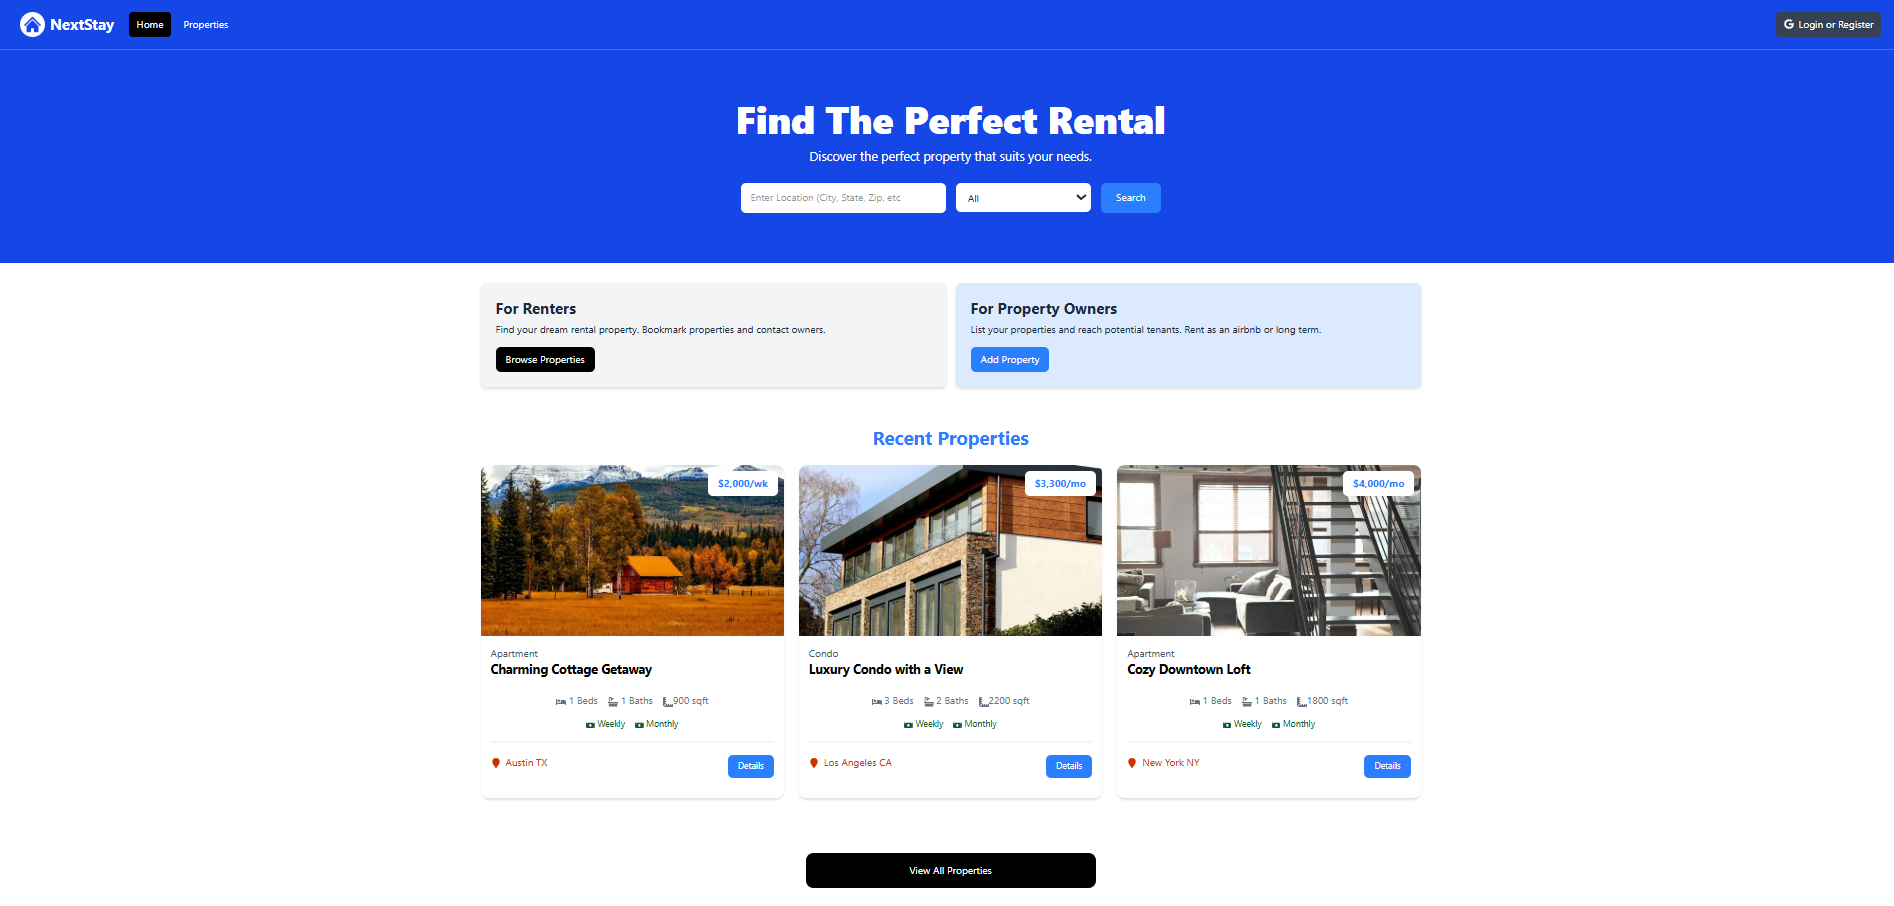 NextStay
Home
Properties
Login or Register
Find The Perfect Rental
Discover the perfect property that suits your needs.
Enter Location (City, State, Zip, etc
All
Search
For Renters
Find your dream rental property. Bookmark properties and contact owners.
Browse Properties
For Property Owners
List your properties and reach potential tenants. Rent as an airbnb or long term.
Add Property
Recent Properties
$2,000/wk
Apartment
Charming Cottage Getaway
1 Beds 1 Baths 900 sqft
Weekly Monthly
Austin TX
Details
$3,300/mo
Condo
Luxury Condo with a View
3 Beds 2 Baths 2200 sqft
Weekly Monthly
Los Angeles CA
Details
$4,000/mo
Apartment
Cozy Downtown Loft
1 Beds 1 Baths 1800 sqft
Weekly Monthly
New York NY
Details
View All Properties